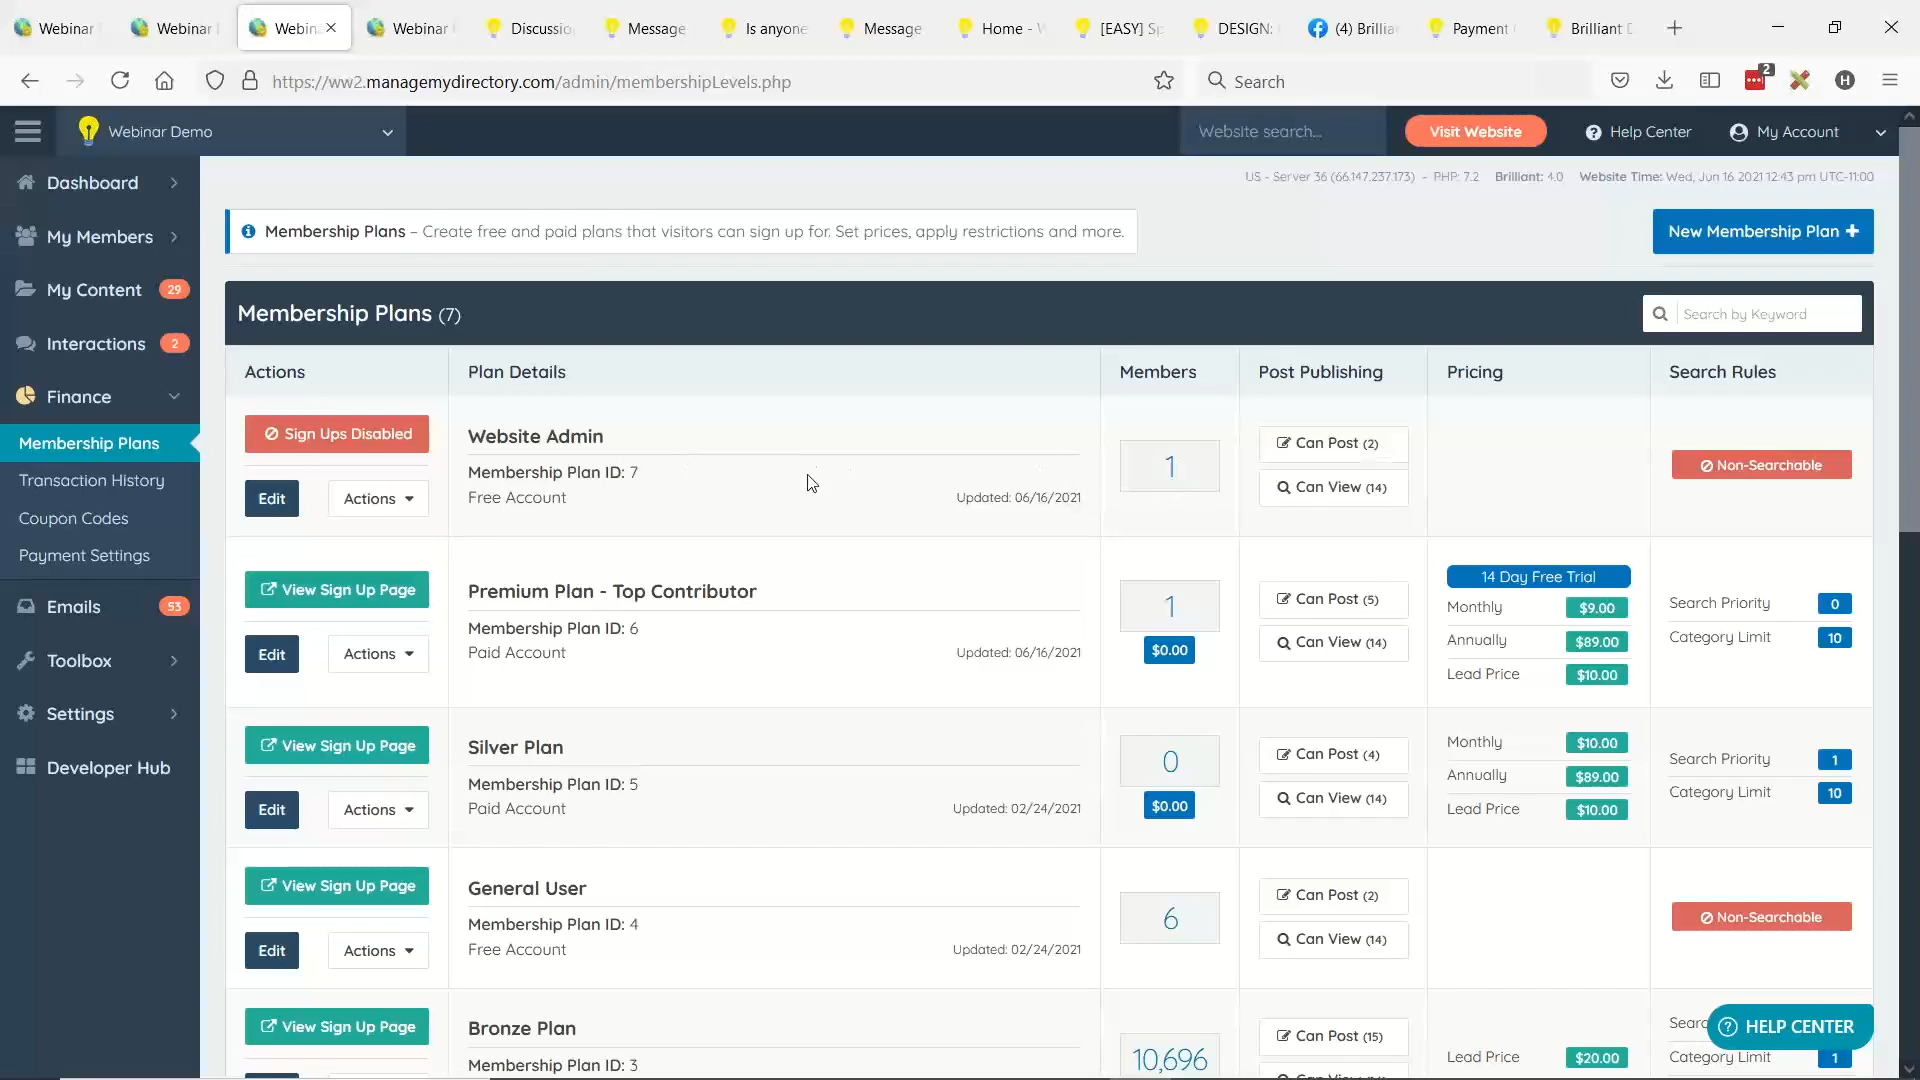 Webinar
Webinar
Webin
Webinar
Discussio
Message
Is anyone
Message
Home - W
[EASY] Sp
DESIGN:
(4) Brillia
Payment
Brilliant D
https://ww2.managemydirectory.com/admin/membershipLevels.php
Search
2
H
Webinar Demo
Website search...
Visit Website
Help Center
My Account
US - Server 36 (66.147.237.173) - PHP: 7.2 Brilliant: 4.0 Website Time: Wed, Jun 16 2021 12:43 pm UTC-11:00
Dashboard
My Members
My Content 29
Interactions 2
Finance
Membership Plans
Transaction History
Coupon Codes
Payment Settings
Emails 53
Toolbox
Settings
Developer Hub
Membership Plans – Create free and paid plans that visitors can sign up for. Set prices, apply restrictions and more.
New Membership Plan +
Membership Plans (7)
Search by Keyword
Actions Plan Details Members Post Publishing Pricing Search Rules
Sign Ups Disabled
Edit Actions
Website Admin
Membership Plan ID: 7
Free Account Updated: 06/16/2021
1
Can Post (2)
Can View (14)
Non-Searchable
View Sign Up Page
Edit Actions
Premium Plan - Top Contributor
Membership Plan ID: 6
Paid Account Updated: 06/16/2021
1
$0.00
Can Post (5)
Can View (14)
14 Day Free Trial
Monthly $9.00
Annually $89.00
Lead Price $10.00
Search Priority 0
Category Limit 10
View Sign Up Page
Edit Actions
Silver Plan
Membership Plan ID: 5
Paid Account Updated: 02/24/2021
0
$0.00
Can Post (4)
Can View (14)
Monthly $10.00
Annually $89.00
Lead Price $10.00
Search Priority 1
Category Limit 10
View Sign Up Page
Edit Actions
General User
Membership Plan ID: 4
Free Account Updated: 02/24/2021
6
Can Post (2)
Can View (14)
Non-Searchable
View Sign Up Page
Bronze Plan
Membership Plan ID: 3
10,696
Can Post (15)
Lead Price $20.00
Searc
Category Limit 1
HELP CENTER